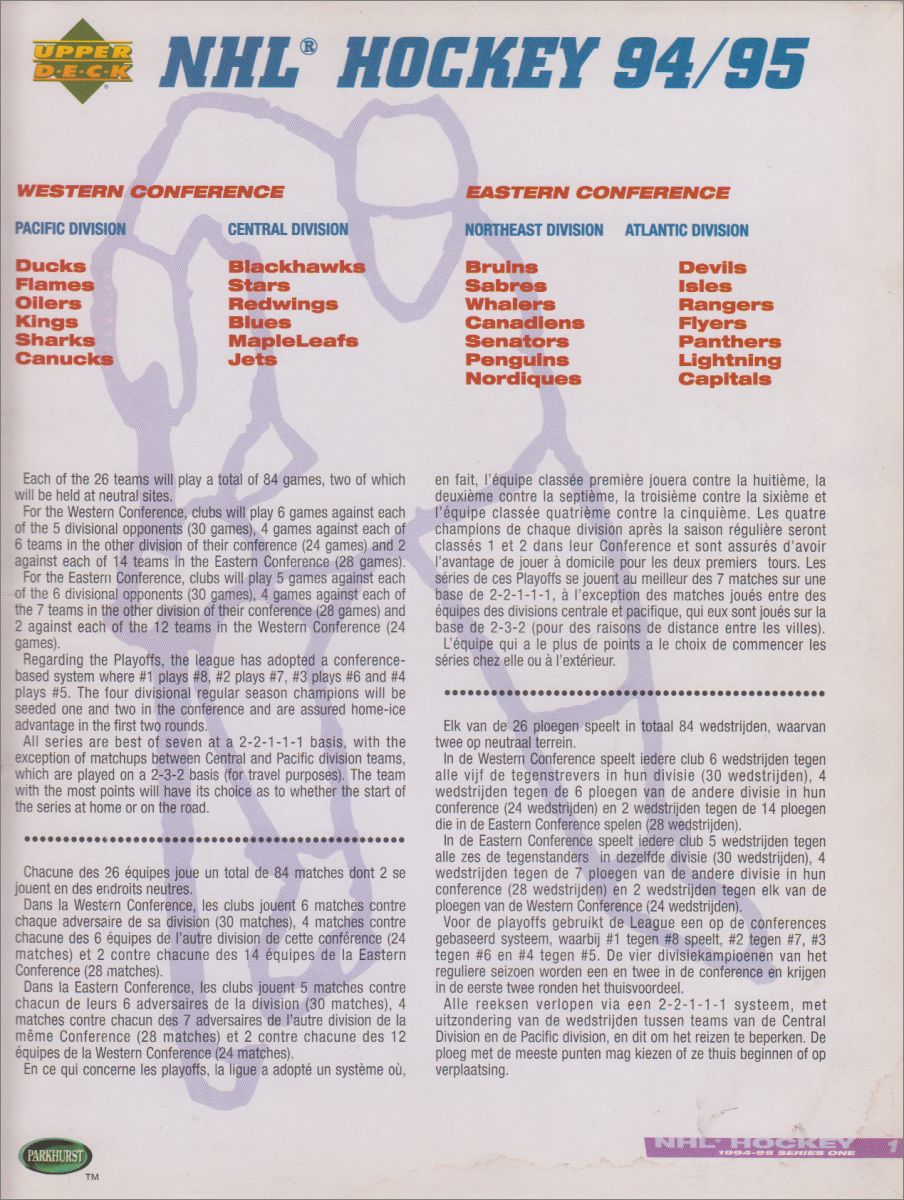 UPPER
D·E·C·K
NHL® HOCKEY 94/95
WESTERN CONFERENCE
PACIFIC DIVISION
Ducks
Flames
Oilers
Kings
Sharks
Canucks
CENTRAL DIVISION
Blackhawks
Stars
Redwings
Blues
MapleLeafs
Jets
EASTERN CONFERENCE
NORTHEAST DIVISION
Bruins
Sabres
Whalers
Canadiens
Senators
Penguins
Nordiques
ATLANTIC DIVISION
Devils
Isles
Rangers
Flyers
Panthers
Lightning
Capitals
Each of the 26 teams will play a total of 84 games, two of which
will be held at neutral sites.
For the Western Conference, clubs will play 6 games against each
of the 5 divisional opponents (30 games), 4 games against each of
6 teams in the other division of their conference (24 games) and 2
against each of 14 teams in the Eastern Conference (28 games).
For the Eastern Conference, clubs will play 5 games against each
of the 6 divisional opponents (30 games), 4 games against each of
the 7 teams in the other division of their conference (28 games) and
2 against each of the 12 teams in the Western Conference (24
games).
Regarding the Playoffs, the league has adopted a conference-
based system where #1 plays #8, #2 plays #7, #3 plays #6 and #4
plays #5. The four divisional regular season champions will be
seeded one and two in the conference and are assured home-ice
advantage in the first two rounds.
All series are best of seven at a 2-2-1-1-1 basis, with the
exception of matchups between Central and Pacific division teams,
which are played on a 2-3-2 basis (for travel purposes). The team
with the most points will have its choice as to whether the start of
the series at home or on the road.
Chacune des 26 équipes joue un total de 84 matches dont 2 se
jouent en des endroits neutres.
Dans la Western Conference, les clubs jouent 6 matches contre
chaque adversaire de sa division (30 matches), 4 matches contre
chacune des 6 équipes de l'autre division de cette conférence (24
matches) et 2 contre chacune des 14 équipes de la Eastern
Conference (28 matches).
Dans la Eastern Conference, les clubs jouent 5 matches contre
chacun de leurs 6 adversaires de la division (30 matches), 4
matches contre chacun des 7 adversaires de l'autre division de la
même Conference (28 matches) et 2 contre chacune des 12
équipes de la Western Conference (24 matches).
En ce qui concerne les playoffs, la ligue a adopté un système où,
en fait, l'équipe classée première jouera contre la huitième, la
deuxième contre la septième, la troisième contre la sixième et
l'équipe classée quatrième contre la cinquième. Les quatre
champions de chaque division après la saison régulière seront
classés 1 et 2 dans leur Conference et sont assurés d'avoir
l'avantage de jouer à domicile pour les deux premiers tours. Les
séries de ces Playoffs se jouent au meilleur des 7 matches sur une
base de 2-2-1-1-1, à l'exception des matches joués entre des
équipes des divisions centrale et pacifique, qui eux sont joués sur la
base de 2-3-2 (pour des raisons de distance entre les villes).
L'équipe qui a le plus de points a le choix de commencer les
séries chez elle ou à l'extérieur.
Elk van de 26 ploegen speelt in totaal 84 wedstrijden, waarvan
twee op neutraal terrein.
In de Western Conference speelt iedere club 6 wedstrijden tegen
alle vijf de tegenstrevers in hun divisie (30 wedstrijden), 4
wedstrijden tegen de 6 ploegen van de andere divisie in hun
conference (24 wedstrijden) en 2 wedstrijden tegen de 14 ploegen
die in de Eastern Conference spelen (28 wedstrijden).
In de Eastern Conference speelt iedere club 5 wedstrijden tegen
alle zes de tegenstanders in dezelfde divisie (30 wedstrijden), 4
wedstrijden tegen de 7 ploegen van de andere divisie in hun
conference (28 wedstrijden) en 2 wedstrijden tegen elk van de
ploegen van de Western Conference (24 wedstrijden).
Voor de playoffs gebruikt de League een op de conferences
gebaseerd systeem, waarbij #1 tegen #8 speelt, #2 tegen #7, #3
tegen #6 en #4 tegen #5. De vier divisiekampioenen van het
reguliere seizoen worden een en twee in de conference en krijgen
in de eerste twee ronden het thuisvoordeel.
Alle reeksen verlopen via een 2-2-1-1-1 systeem, met
uitzondering van de wedstrijden tussen teams van de Central
Division en de Pacific division, en dit om het reizen te beperken. De
ploeg met de meeste punten mag kiezen of ze thuis beginnen of op
verplaatsing.
PARKHURST
TM
NHL® HOCKEY
1994-95 SERIES ONE
1